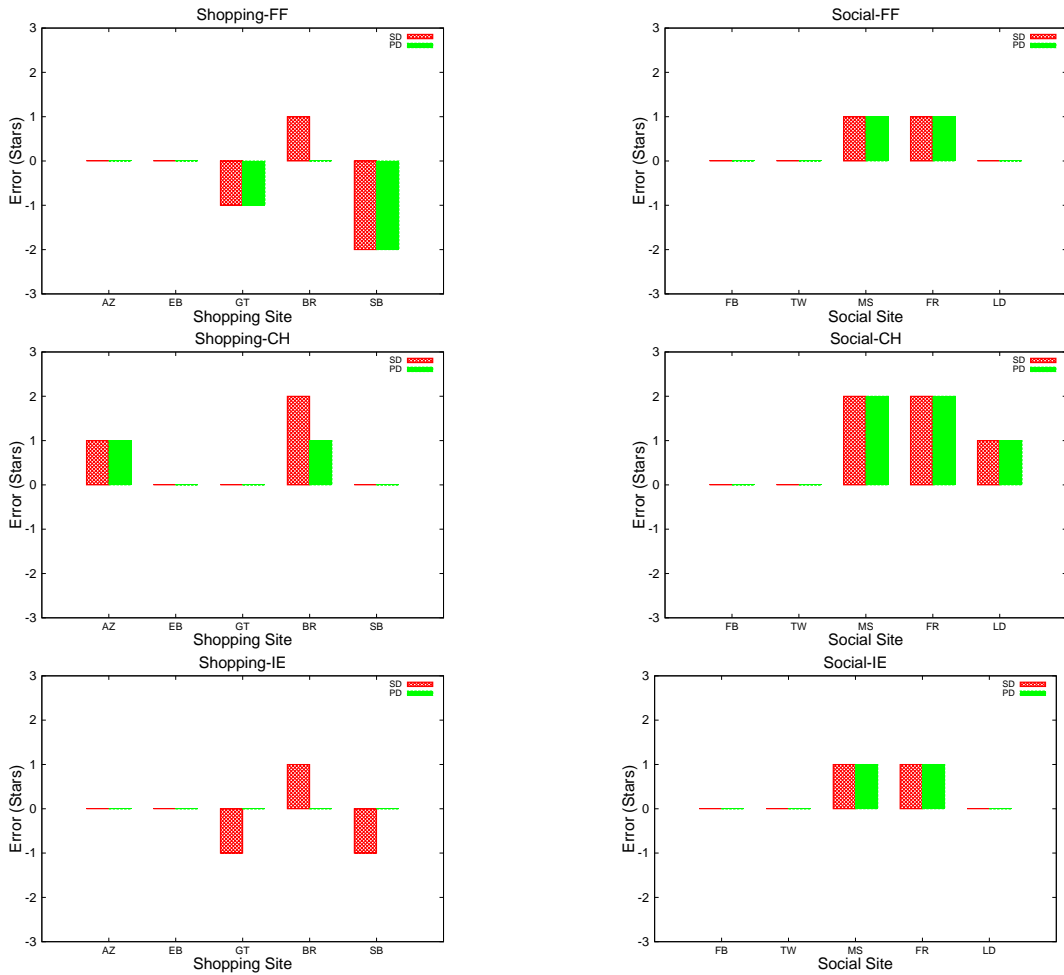 Shopping-FF
SD
PD
Error (Stars)
3
2
1
0
-1
-2
-3
AZ EB GT BR SB
Shopping Site
Social-FF
SD
PD
Error (Stars)
3
2
1
0
-1
-2
-3
FB TW MS FR LD
Social Site
Shopping-CH
SD
PD
Error (Stars)
3
2
1
0
-1
-2
-3
AZ EB GT BR SB
Shopping Site
Social-CH
SD
PD
Error (Stars)
3
2
1
0
-1
-2
-3
FB TW MS FR LD
Social Site
Shopping-IE
SD
PD
Error (Stars)
3
2
1
0
-1
-2
-3
AZ EB GT BR SB
Shopping Site
Social-IE
SD
PD
Error (Stars)
3
2
1
0
-1
-2
-3
FB TW MS FR LD
Social Site